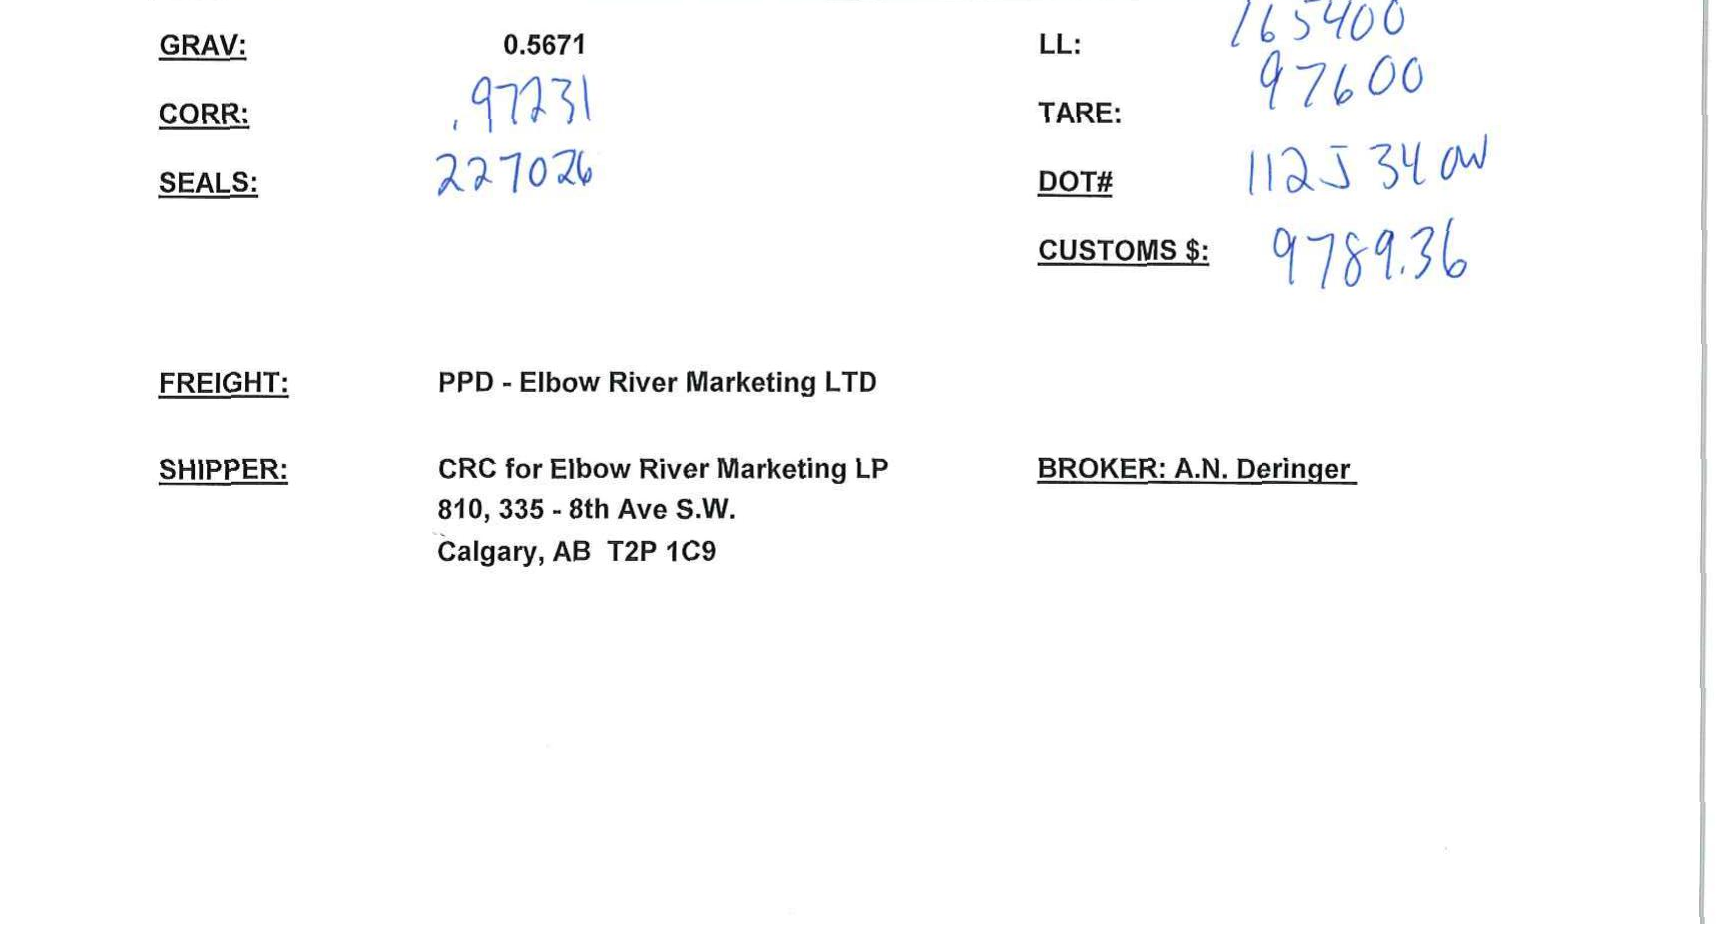 GRAV: 0.5671 LL: 165400
CORR: .97231 TARE: 97600
SEALS: 227026 DOT# 112J 340W
CUSTOMS $: 9789.36
FREIGHT: PPD - Elbow River Marketing LTD
SHIPPER: CRC for Elbow River Marketing LP BROKER: A.N. Deringer
810, 335 - 8th Ave S.W.
Calgary, AB T2P 1C9